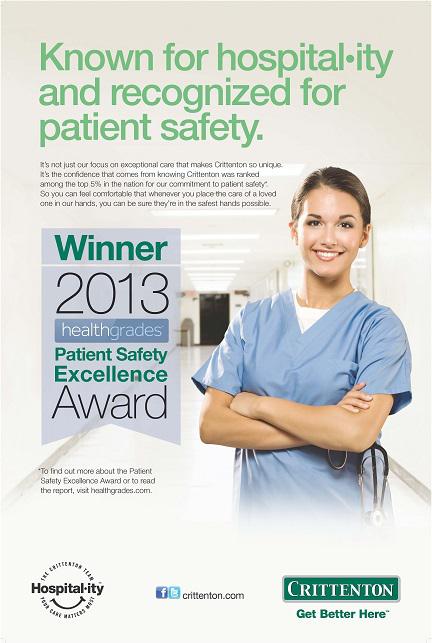 Known for hospital•ity
and recognized for
patient safety.
It's not just our focus on exceptional care that makes Crittenton so unique.
It's the confidence that comes from knowing Crittenton was ranked
among the top 5% in the nation for our commitment to patient safety*.
So you can feel comfortable that whenever you place the care of a loved
one in our hands, you can be sure they're in the safest hands possible.
Winner
2013
healthgrades
Patient Safety
Excellence
Award
*To find out more about the Patient
Safety Excellence Award or to read
the report, visit healthgrades.com.
THE CRITTENTON TEAM
Hospital•ity™
YOUR CARE MATTERS MOST
crittenton.com
CRITTENTON
Get Better Here™